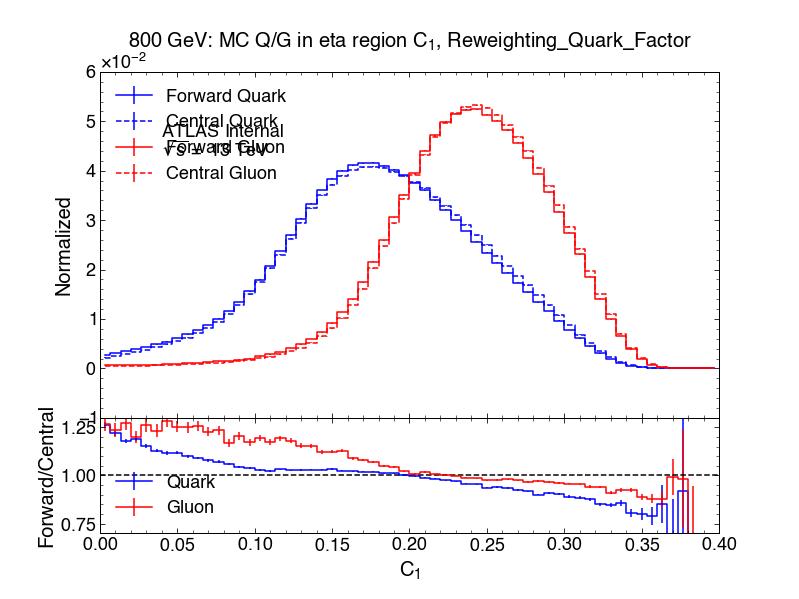 800 GeV: MC Q/G in eta region C₁, Reweighting_Quark_Factor
×10⁻²
6
5
4
3
2
1
0
−1
Normalized
Forward Quark
Central Quark
ATLAS Internal
√s = 13 TeV
Forward Gluon
Central Gluon
1.25
1.00
0.75
Forward/Central
Quark
Gluon
0.00 0.05 0.10 0.15 0.20 0.25 0.30 0.35 0.40
C₁